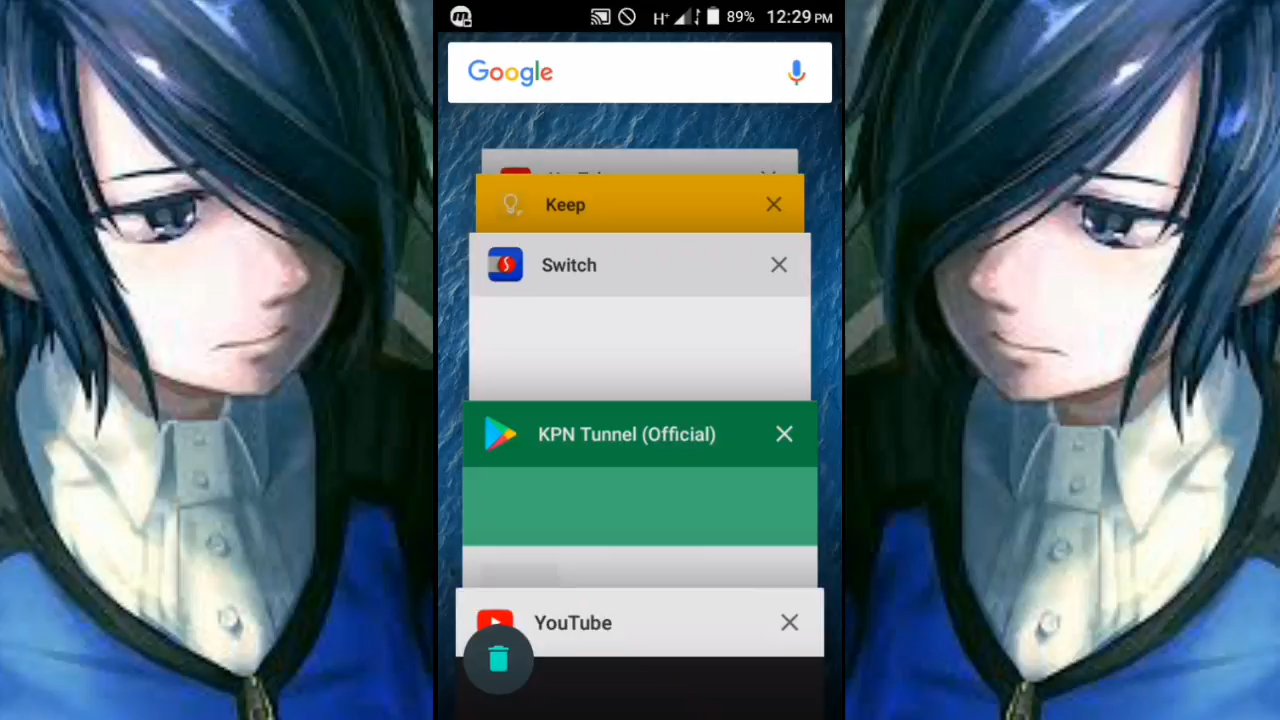 H+ 89% 12:29 PM
Google
Keep
Switch
KPN Tunnel (Official)
YouTube